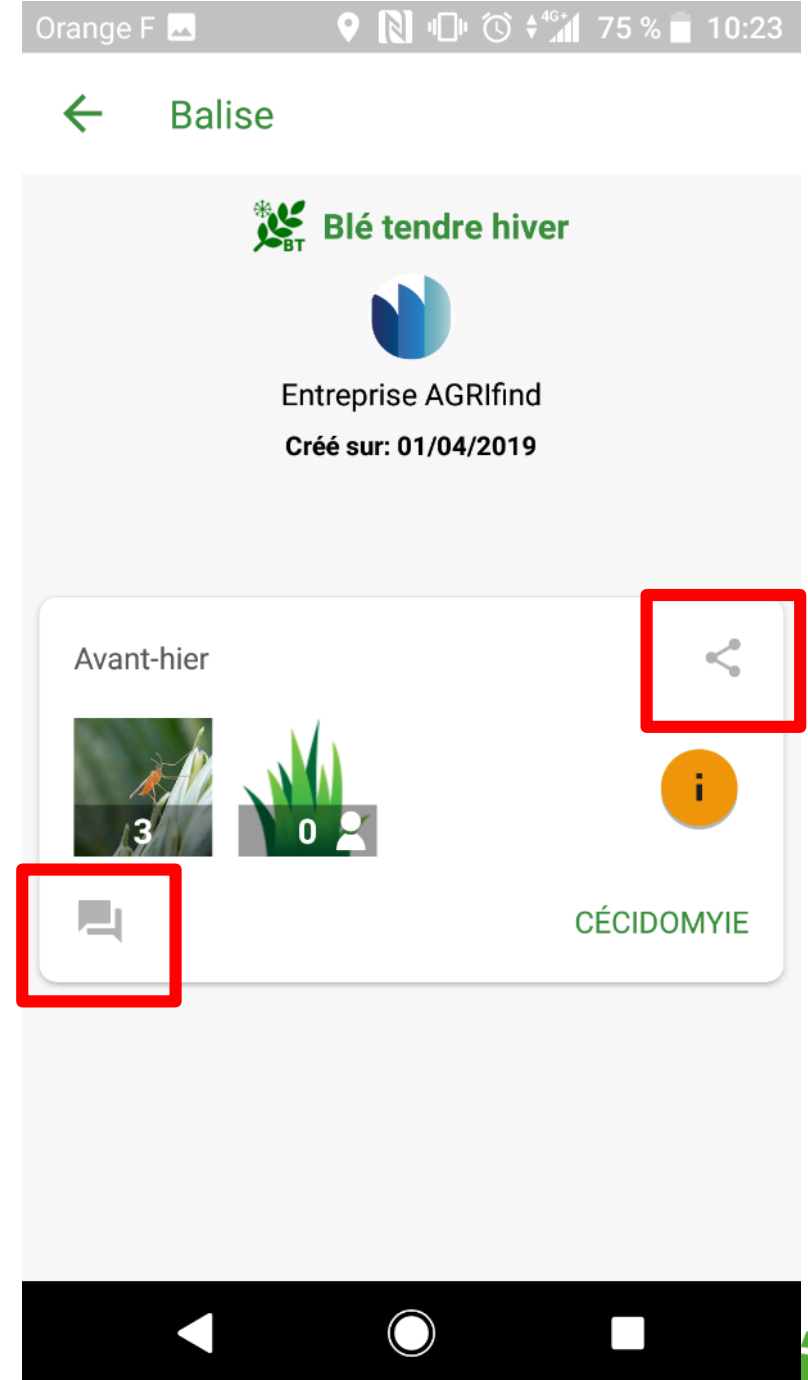 Orange F 4G+ 75 % 10:23
Balise
BT Blé tendre hiver
Entreprise AGRIfind
Créé sur: 01/04/2019
Avant-hier
3 0 i
CÉCIDOMYIE